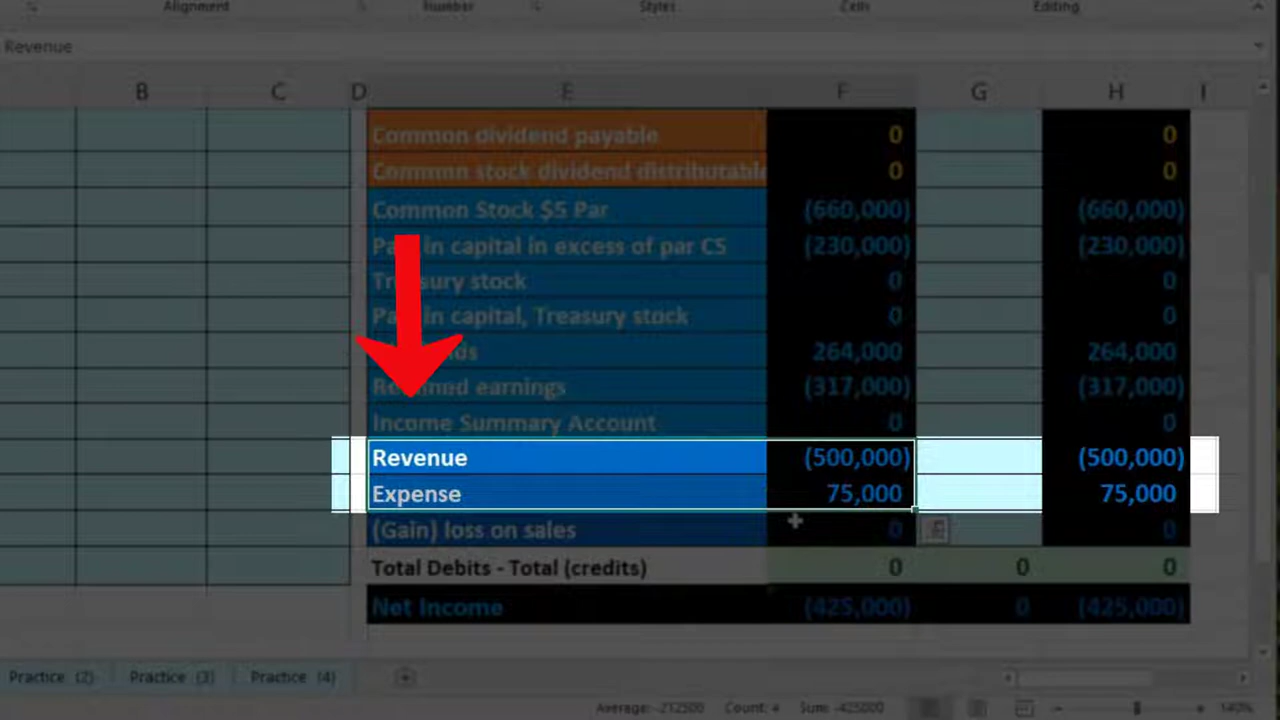 Alignment Number Styles Cells Editing
Revenue
B C D E F G H I
Common dividend payable 0 0
Common stock dividend distributable 0 0
Common Stock $5 Par (660,000) (660,000)
in capital in excess of par CS (230,000) (230,000)
sury stock 0 0
in capital, Treasury stock 0 0
264,000 264,000
earnings (317,000) (317,000)
Income Summary Account 0 0
Revenue (500,000) (500,000)
Expense 75,000 75,000
(Gain) loss on sales 0 0
Total Debits - Total (credits) 0 0 0
Net Income (425,000) 0 (425,000)
Practice (2) Practice (3) Practice (4)
Average: -212500 Count: 4 Sum: -425000 140%